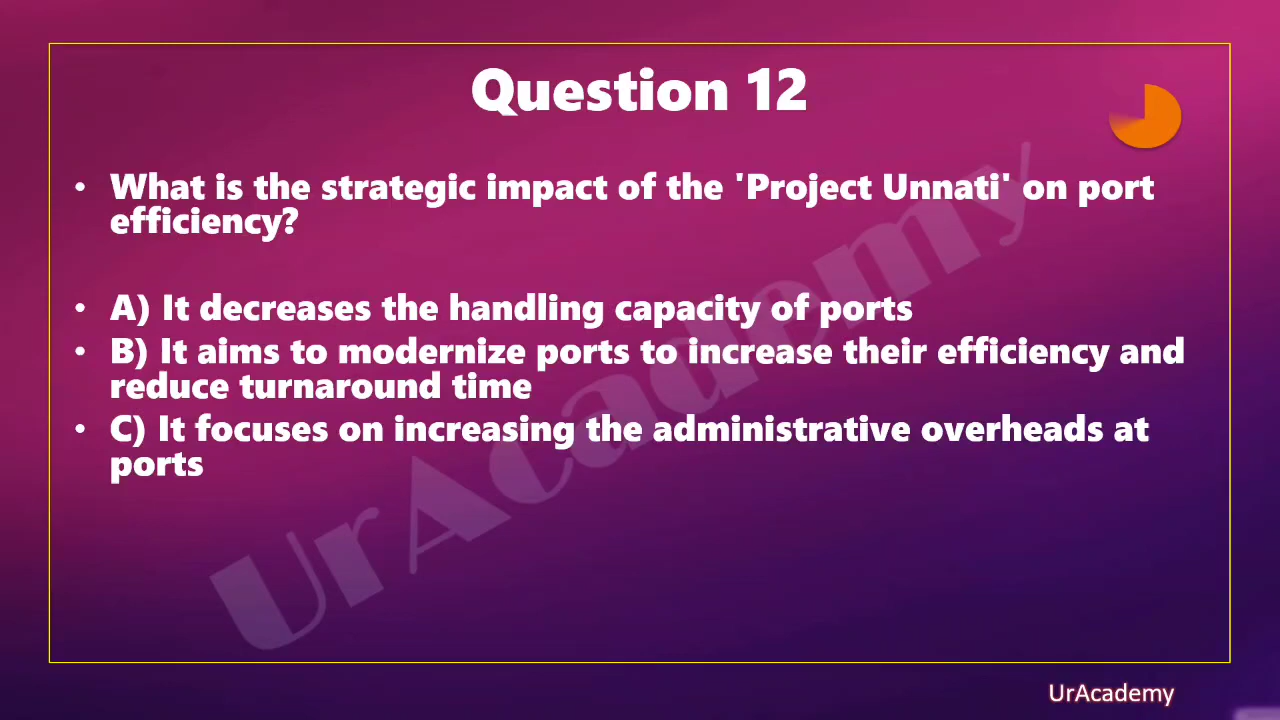 Question 12
• What is the strategic impact of the 'Project Unnati' on port
efficiency?
• A) It decreases the handling capacity of ports
• B) It aims to modernize ports to increase their efficiency and
reduce turnaround time
• C) It focuses on increasing the administrative overheads at
ports
UrAcademy
UrAcademy